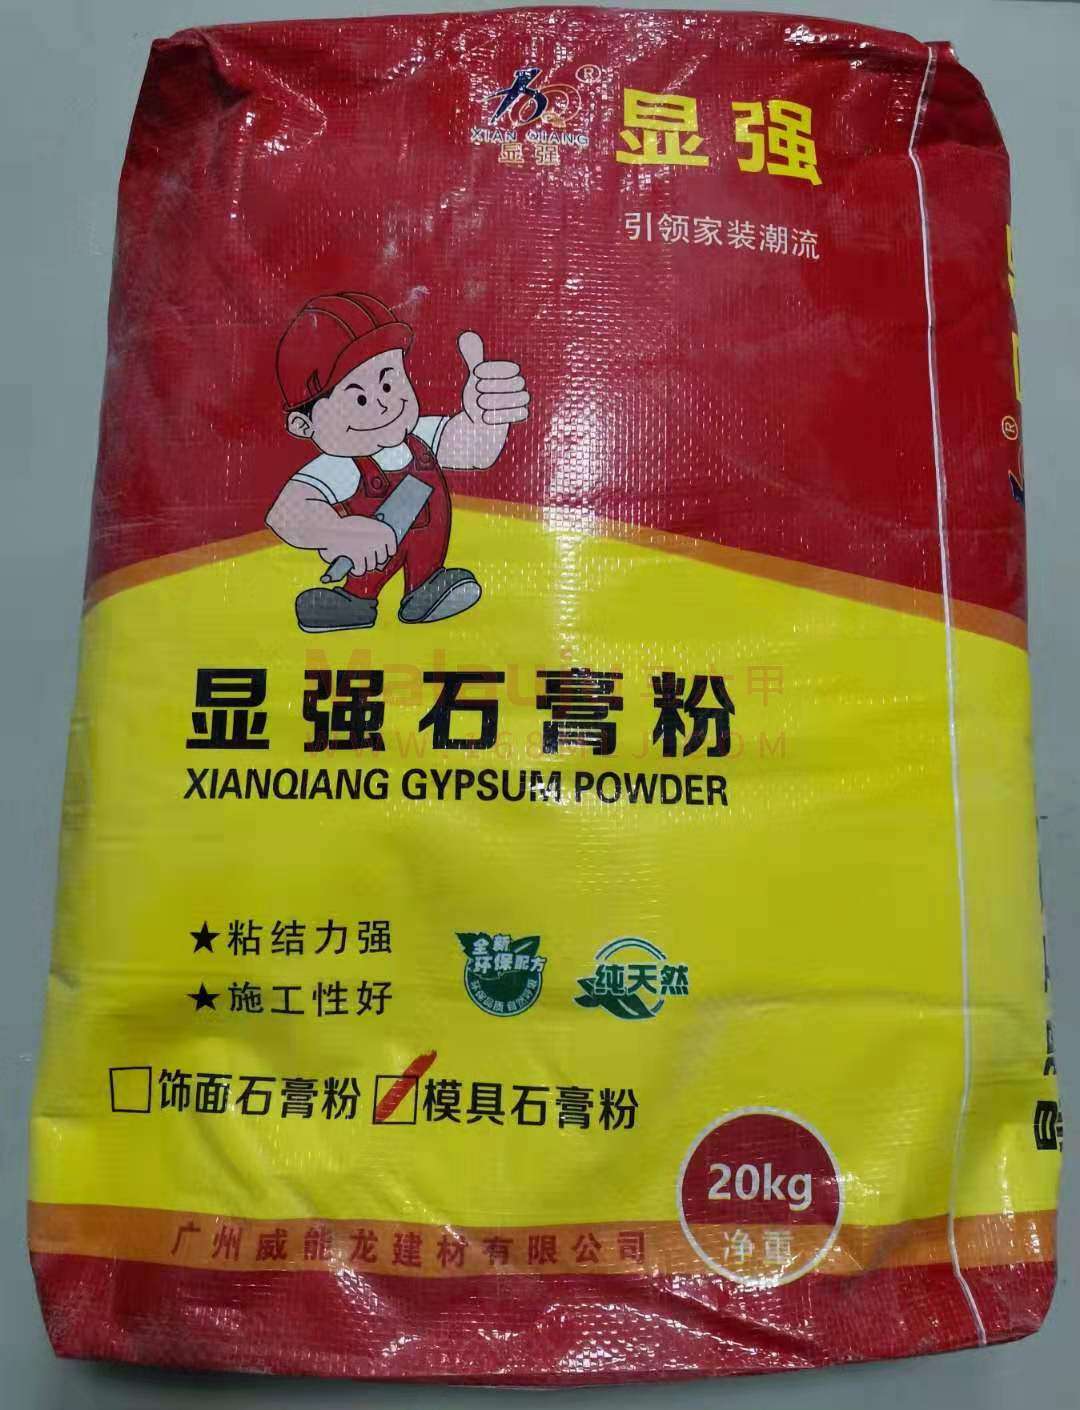 XIAN QIANG
显强
®
显强
引领家装潮流
®
显强石膏粉
XIANQIANG GYPSUM POWDER
★粘结力强
★施工性好
全新
环保配方
纯天然
饰面石膏粉
模具石膏粉
20kg
净重
广州威能龙建材有限公司